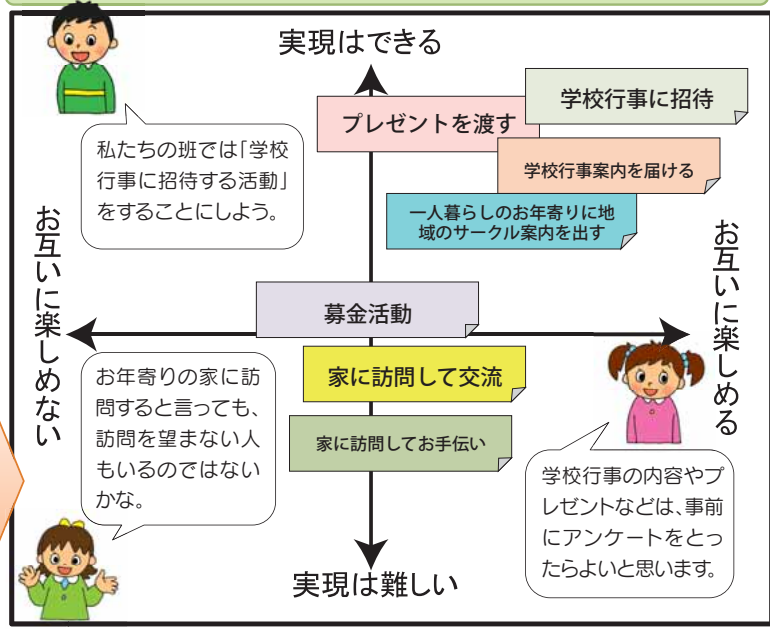 実現はできる
学校行事に招待
プレゼントを渡す
学校行事案内を届ける
一人暮らしのお年寄りに地
域のサークル案内を出す
私たちの班では「学校
行事に招待する活動」
をすることにしよう。
お互いに楽しめない
お互いに楽しめる
募金活動
家に訪問して交流
家に訪問してお手伝い
お年寄りの家に訪
問すると言っても、
訪問を望まない人
もいるのではない
かな。
学校行事の内容やプ
レゼントなどは、事前
にアンケートをとっ
たらよいと思います。
実現は難しい